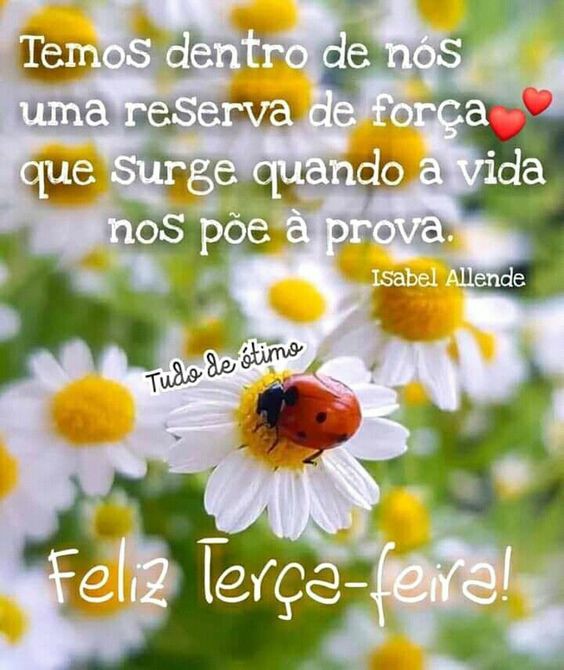 Temos dentro de nós
uma reserva de força
que surge quando a vida
nos põe à prova.
Isabel Allende
Tudo de ótimo
Feliz Terça-feira!